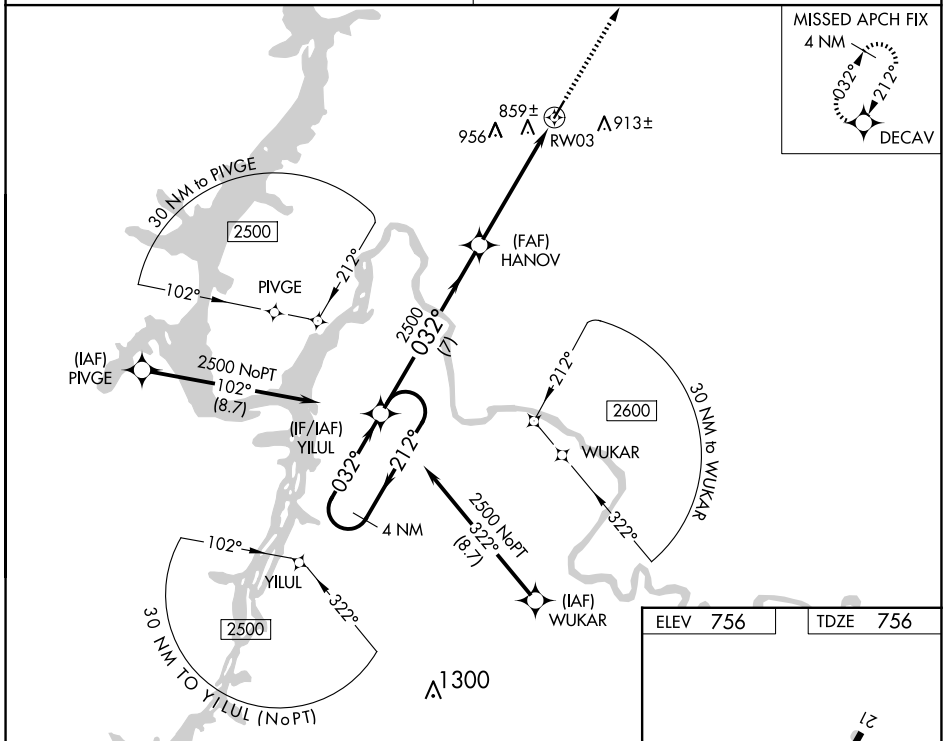 MISSED APCH FIX
4 NM
032°
212°
DECAV
859±
956
913±
RW03
30 NM to PIVGE
2500
212°
102°
PIVGE
(FAF)
HANOV
2500
032°
(7)
(IAF)
PIVGE
2500 NoPT
102°
(8.7)
(IF/IAF)
YILUL
032°
212°
4 NM
212°
2600
WUKAR
322°
30 NM to WUKAR
2500 NoPT
322°
(8.7)
(IAF)
WUKAR
102°
YILUL
322°
2500
30 NM TO YILUL (NoPT)
1300
ELEV 756
TDZE 756
21